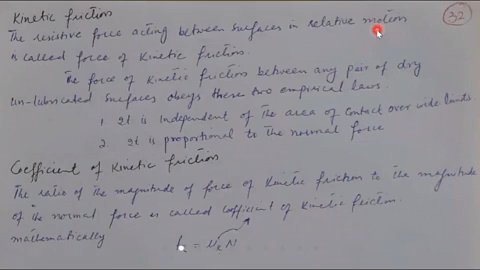 Kinetic friction
32
The resistive force acting between surfaces in relative motion
is called force of kinetic friction.
The force of kinetic friction between any pair of dry
un-lubricated surfaces obeys these two empirical laws.
1. It is independent of the area of contact over wide limits.
2. It is proportional to the normal force
Coefficient of kinetic friction
The ratio of the magnitude of force of kinetic friction to the magnitude
of the normal force is called coefficient of kinetic friction.
mathematically
= μk N